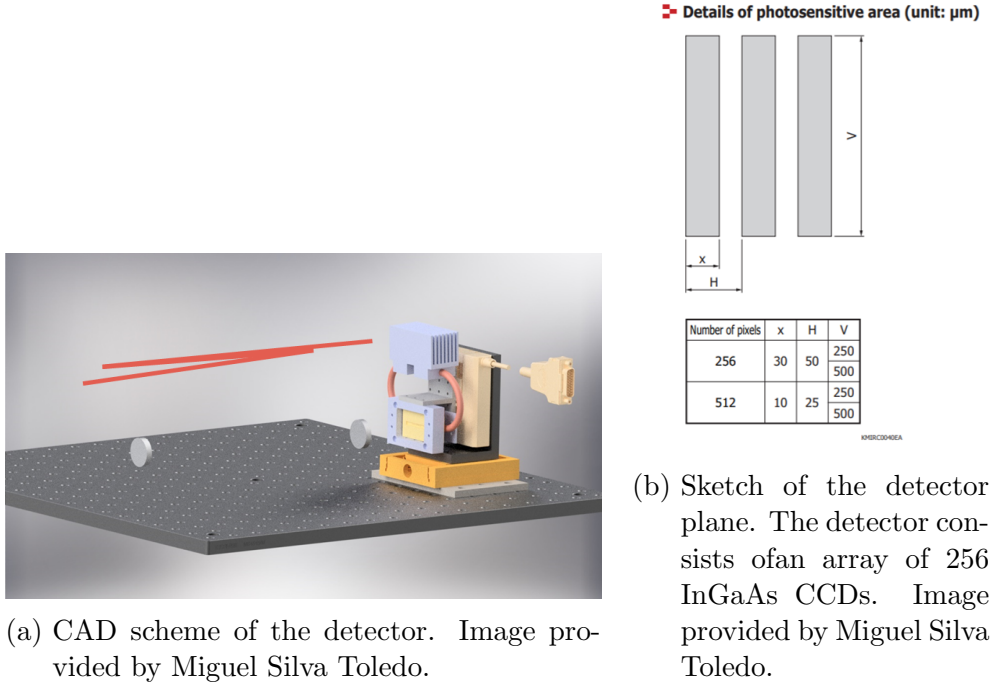 Details of photosensitive area (unit: μm)
V
x
H
Number of pixels x H V
256 30 50 250
500
512 10 25 250
500
KMIRC0040EA
(a) CAD scheme of the detector. Image pro-
vided by Miguel Silva Toledo.
(b) Sketch of the detector
plane. The detector con-
sists ofan array of 256
InGaAs CCDs. Image
provided by Miguel Silva
Toledo.